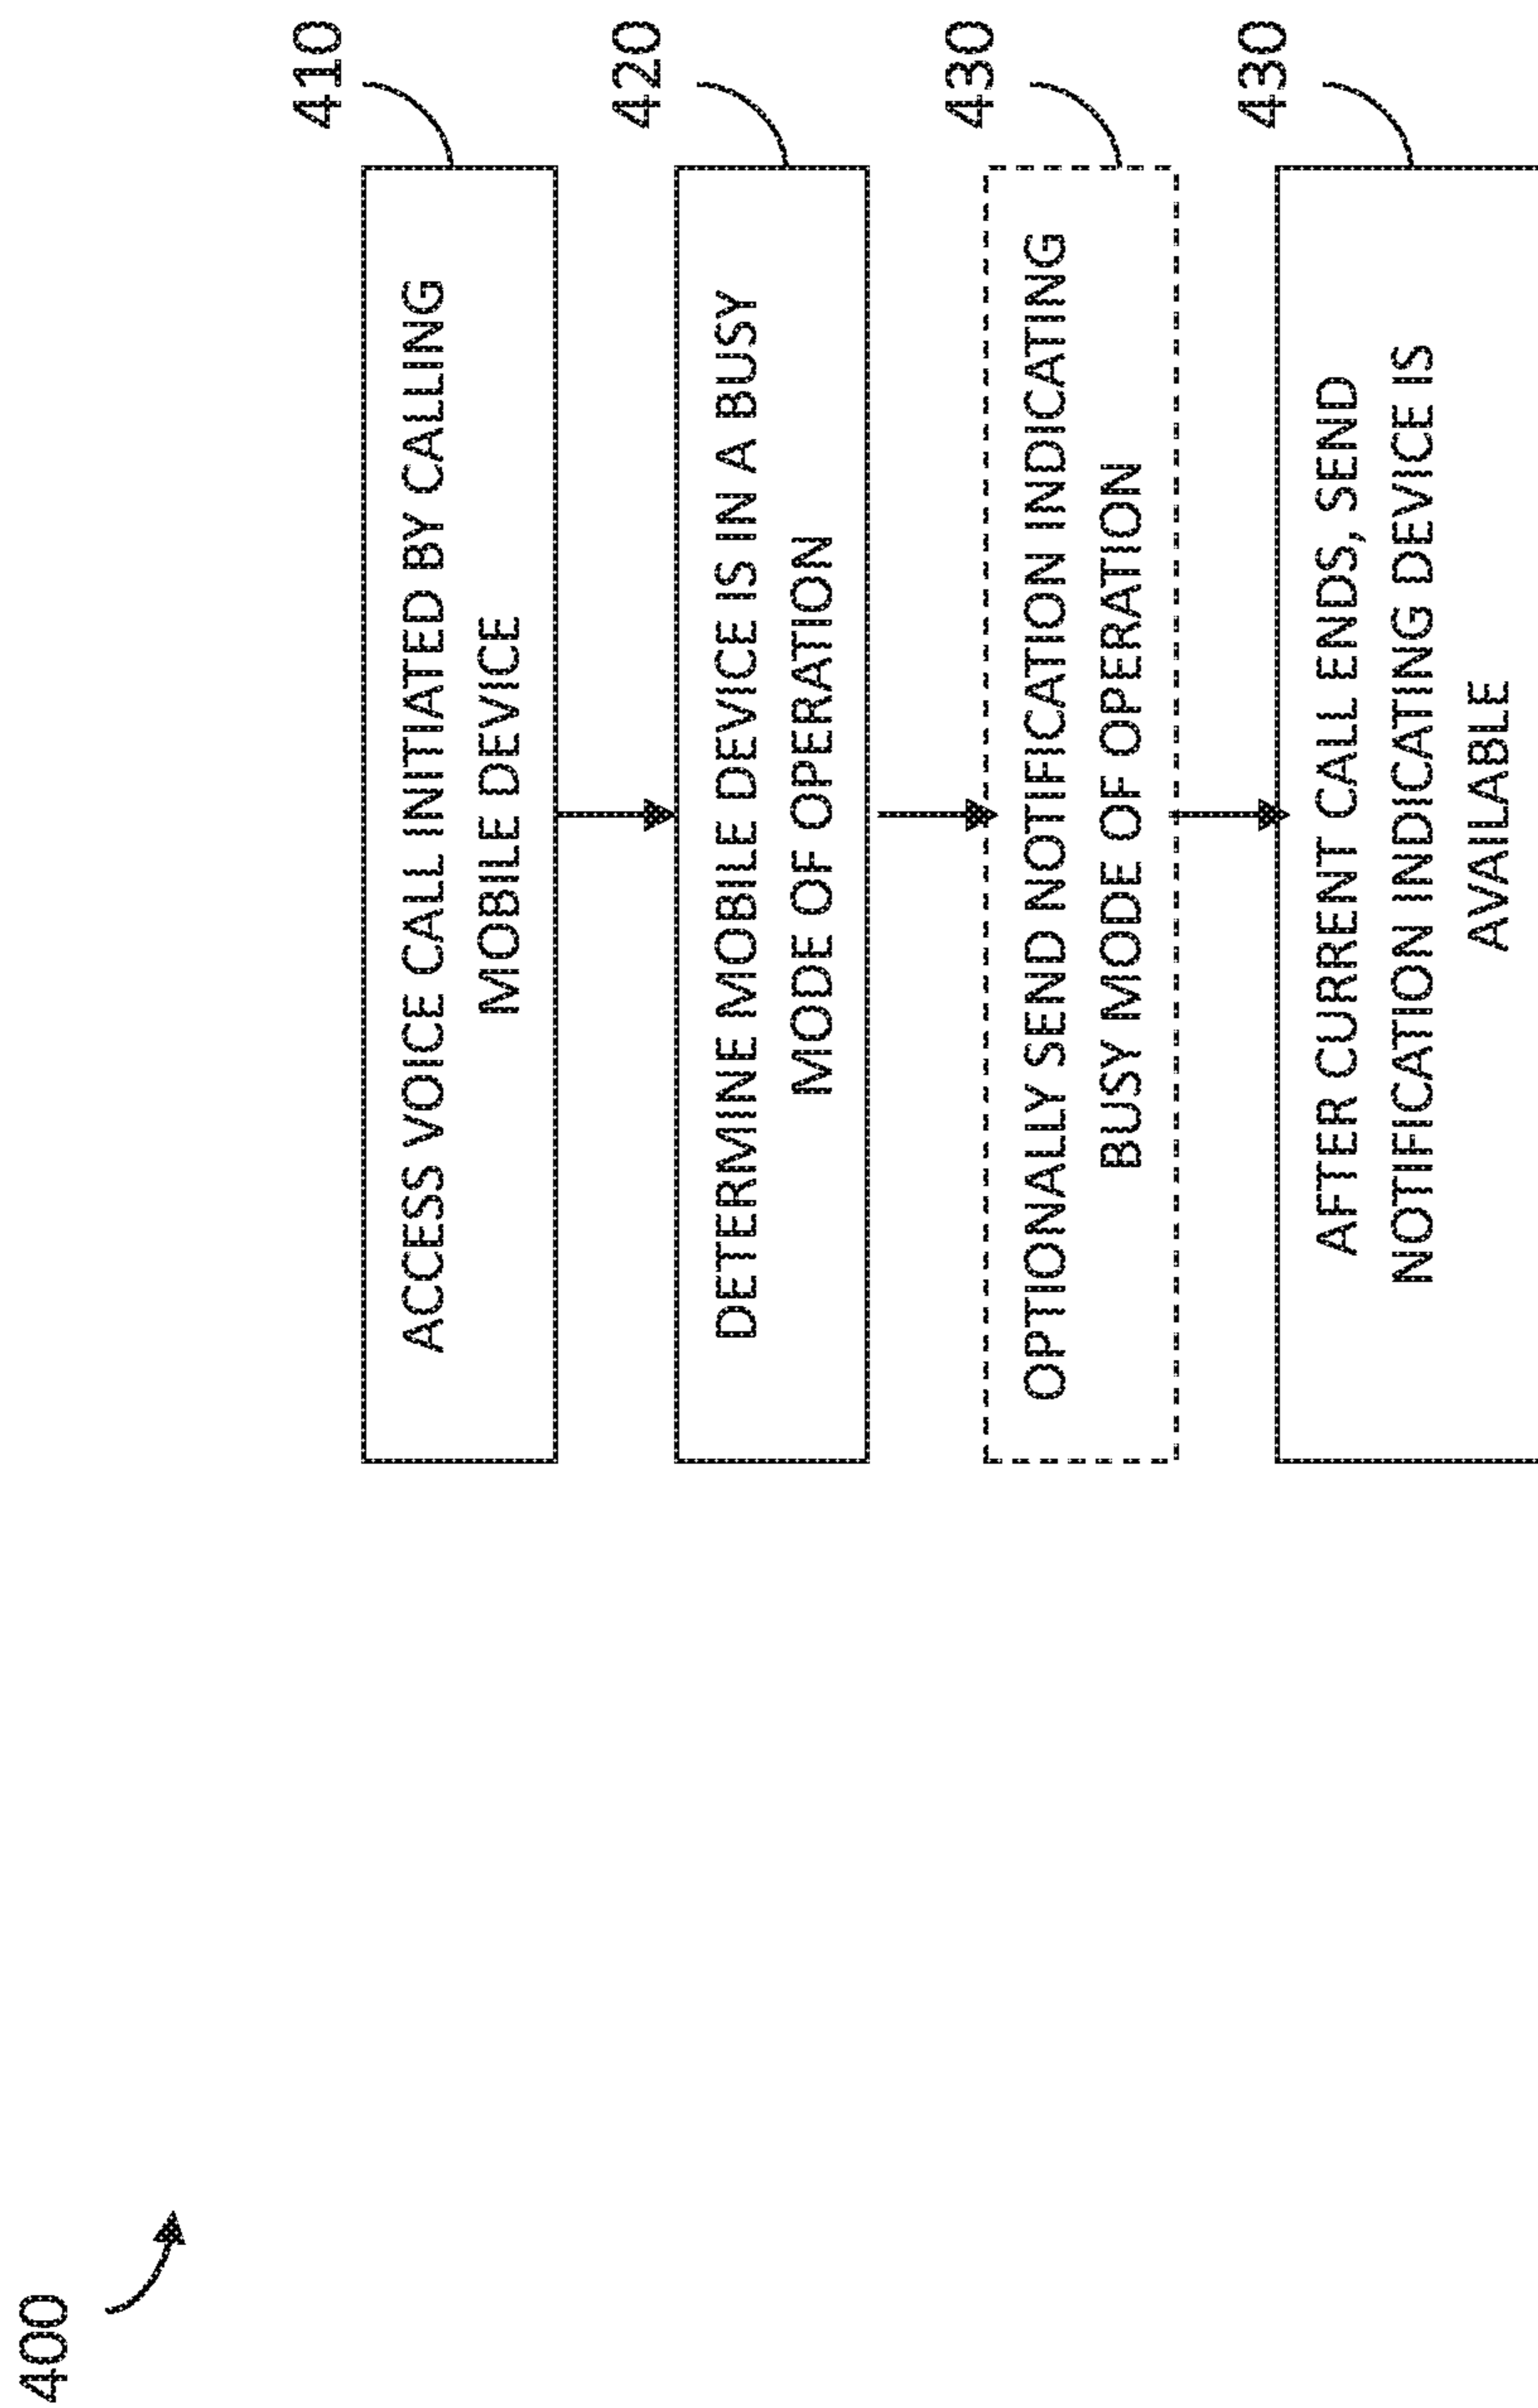 400
410
ACCESS VOICE CALL INITIATED BY CALLING
MOBILE DEVICE
420
DETERMINE MOBILE DEVICE IS IN A BUSY
MODE OF OPERATION
430
OPTIONALLY SEND NOTIFICATION INDICATING
BUSY MODE OF OPERATION
430
AFTER CURRENT CALL ENDS, SEND
NOTIFICATION INDICATING DEVICE IS
AVAILABLE